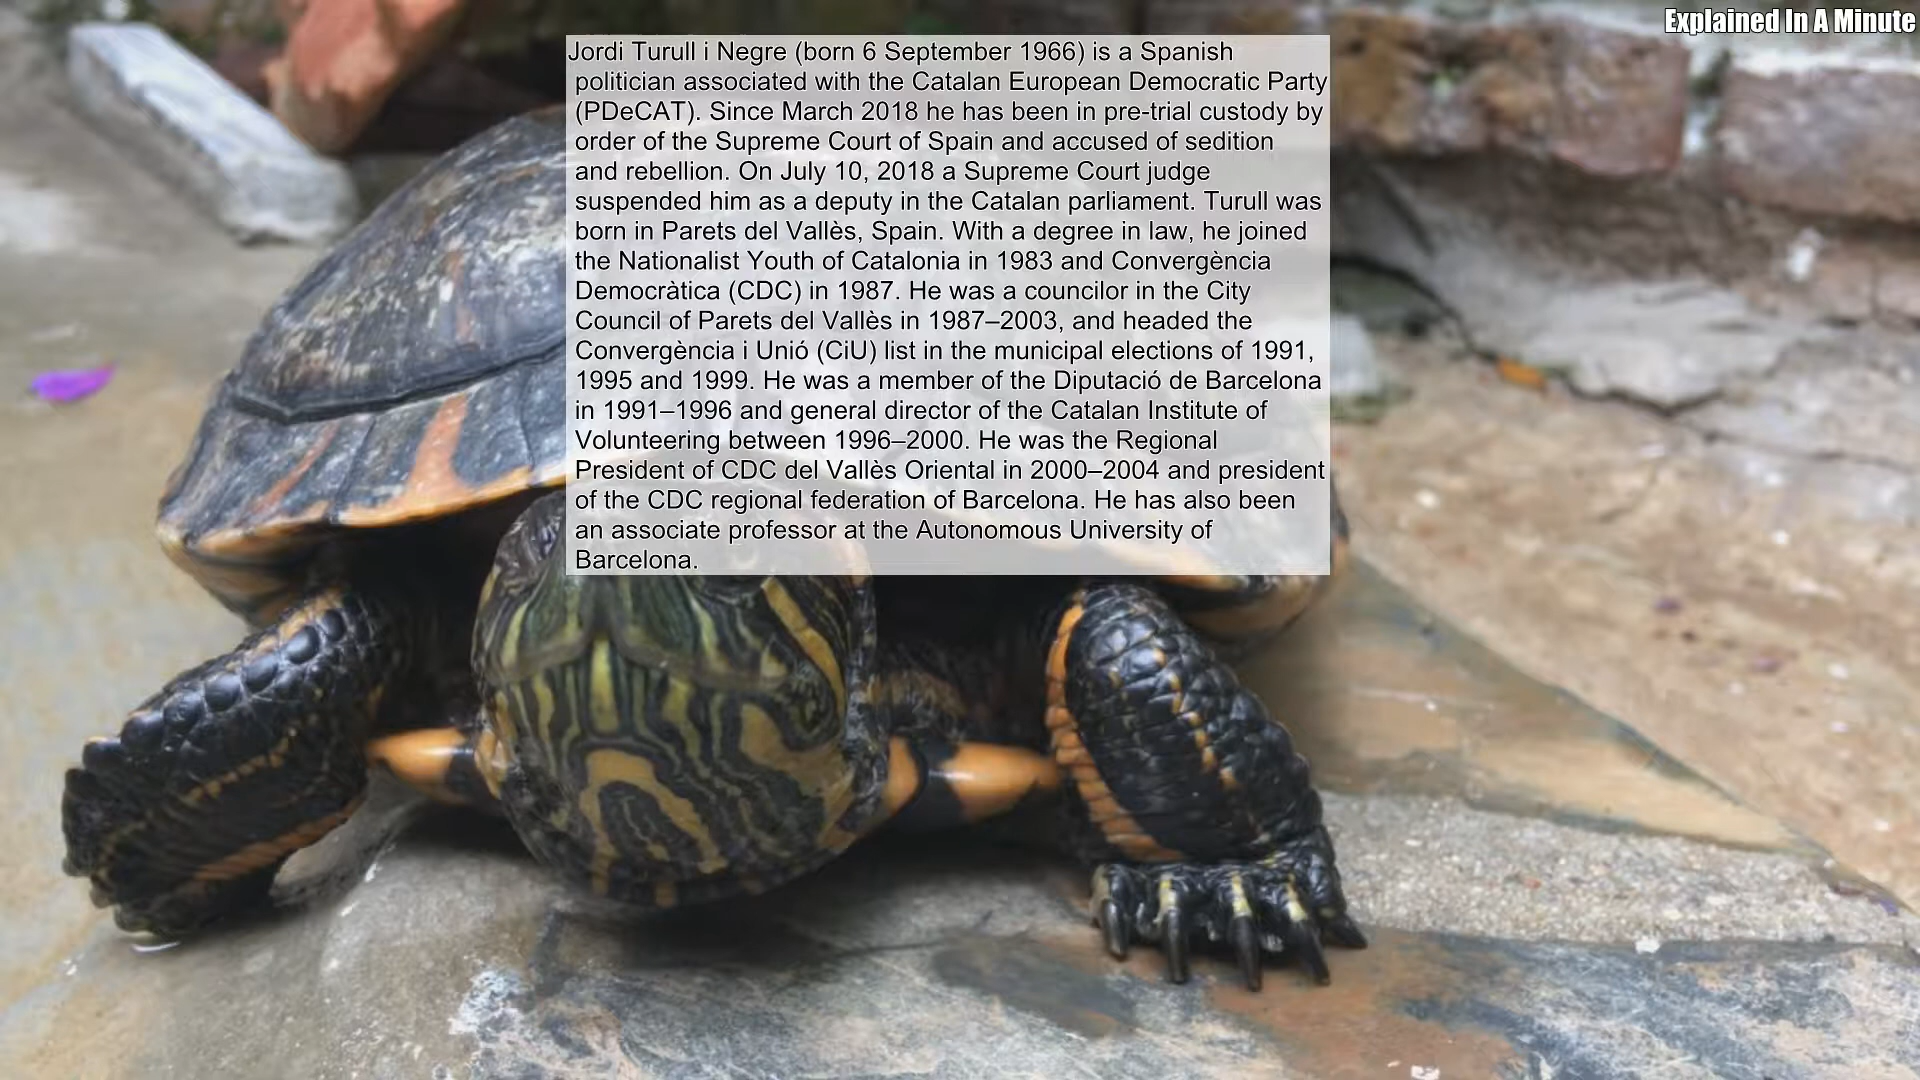 Explained In A Minute
Jordi Turull i Negre (born 6 September 1966) is a Spanish
politician associated with the Catalan European Democratic Party
(PDeCAT). Since March 2018 he has been in pre-trial custody by
order of the Supreme Court of Spain and accused of sedition
and rebellion. On July 10, 2018 a Supreme Court judge
suspended him as a deputy in the Catalan parliament. Turull was
born in Parets del Vallès, Spain. With a degree in law, he joined
the Nationalist Youth of Catalonia in 1983 and Convergència
Democràtica (CDC) in 1987. He was a councilor in the City
Council of Parets del Vallès in 1987–2003, and headed the
Convergència i Unió (CiU) list in the municipal elections of 1991,
1995 and 1999. He was a member of the Diputació de Barcelona
in 1991–1996 and general director of the Catalan Institute of
Volunteering between 1996–2000. He was the Regional
President of CDC del Vallès Oriental in 2000–2004 and president
of the CDC regional federation of Barcelona. He has also been
an associate professor at the Autonomous University of
Barcelona.